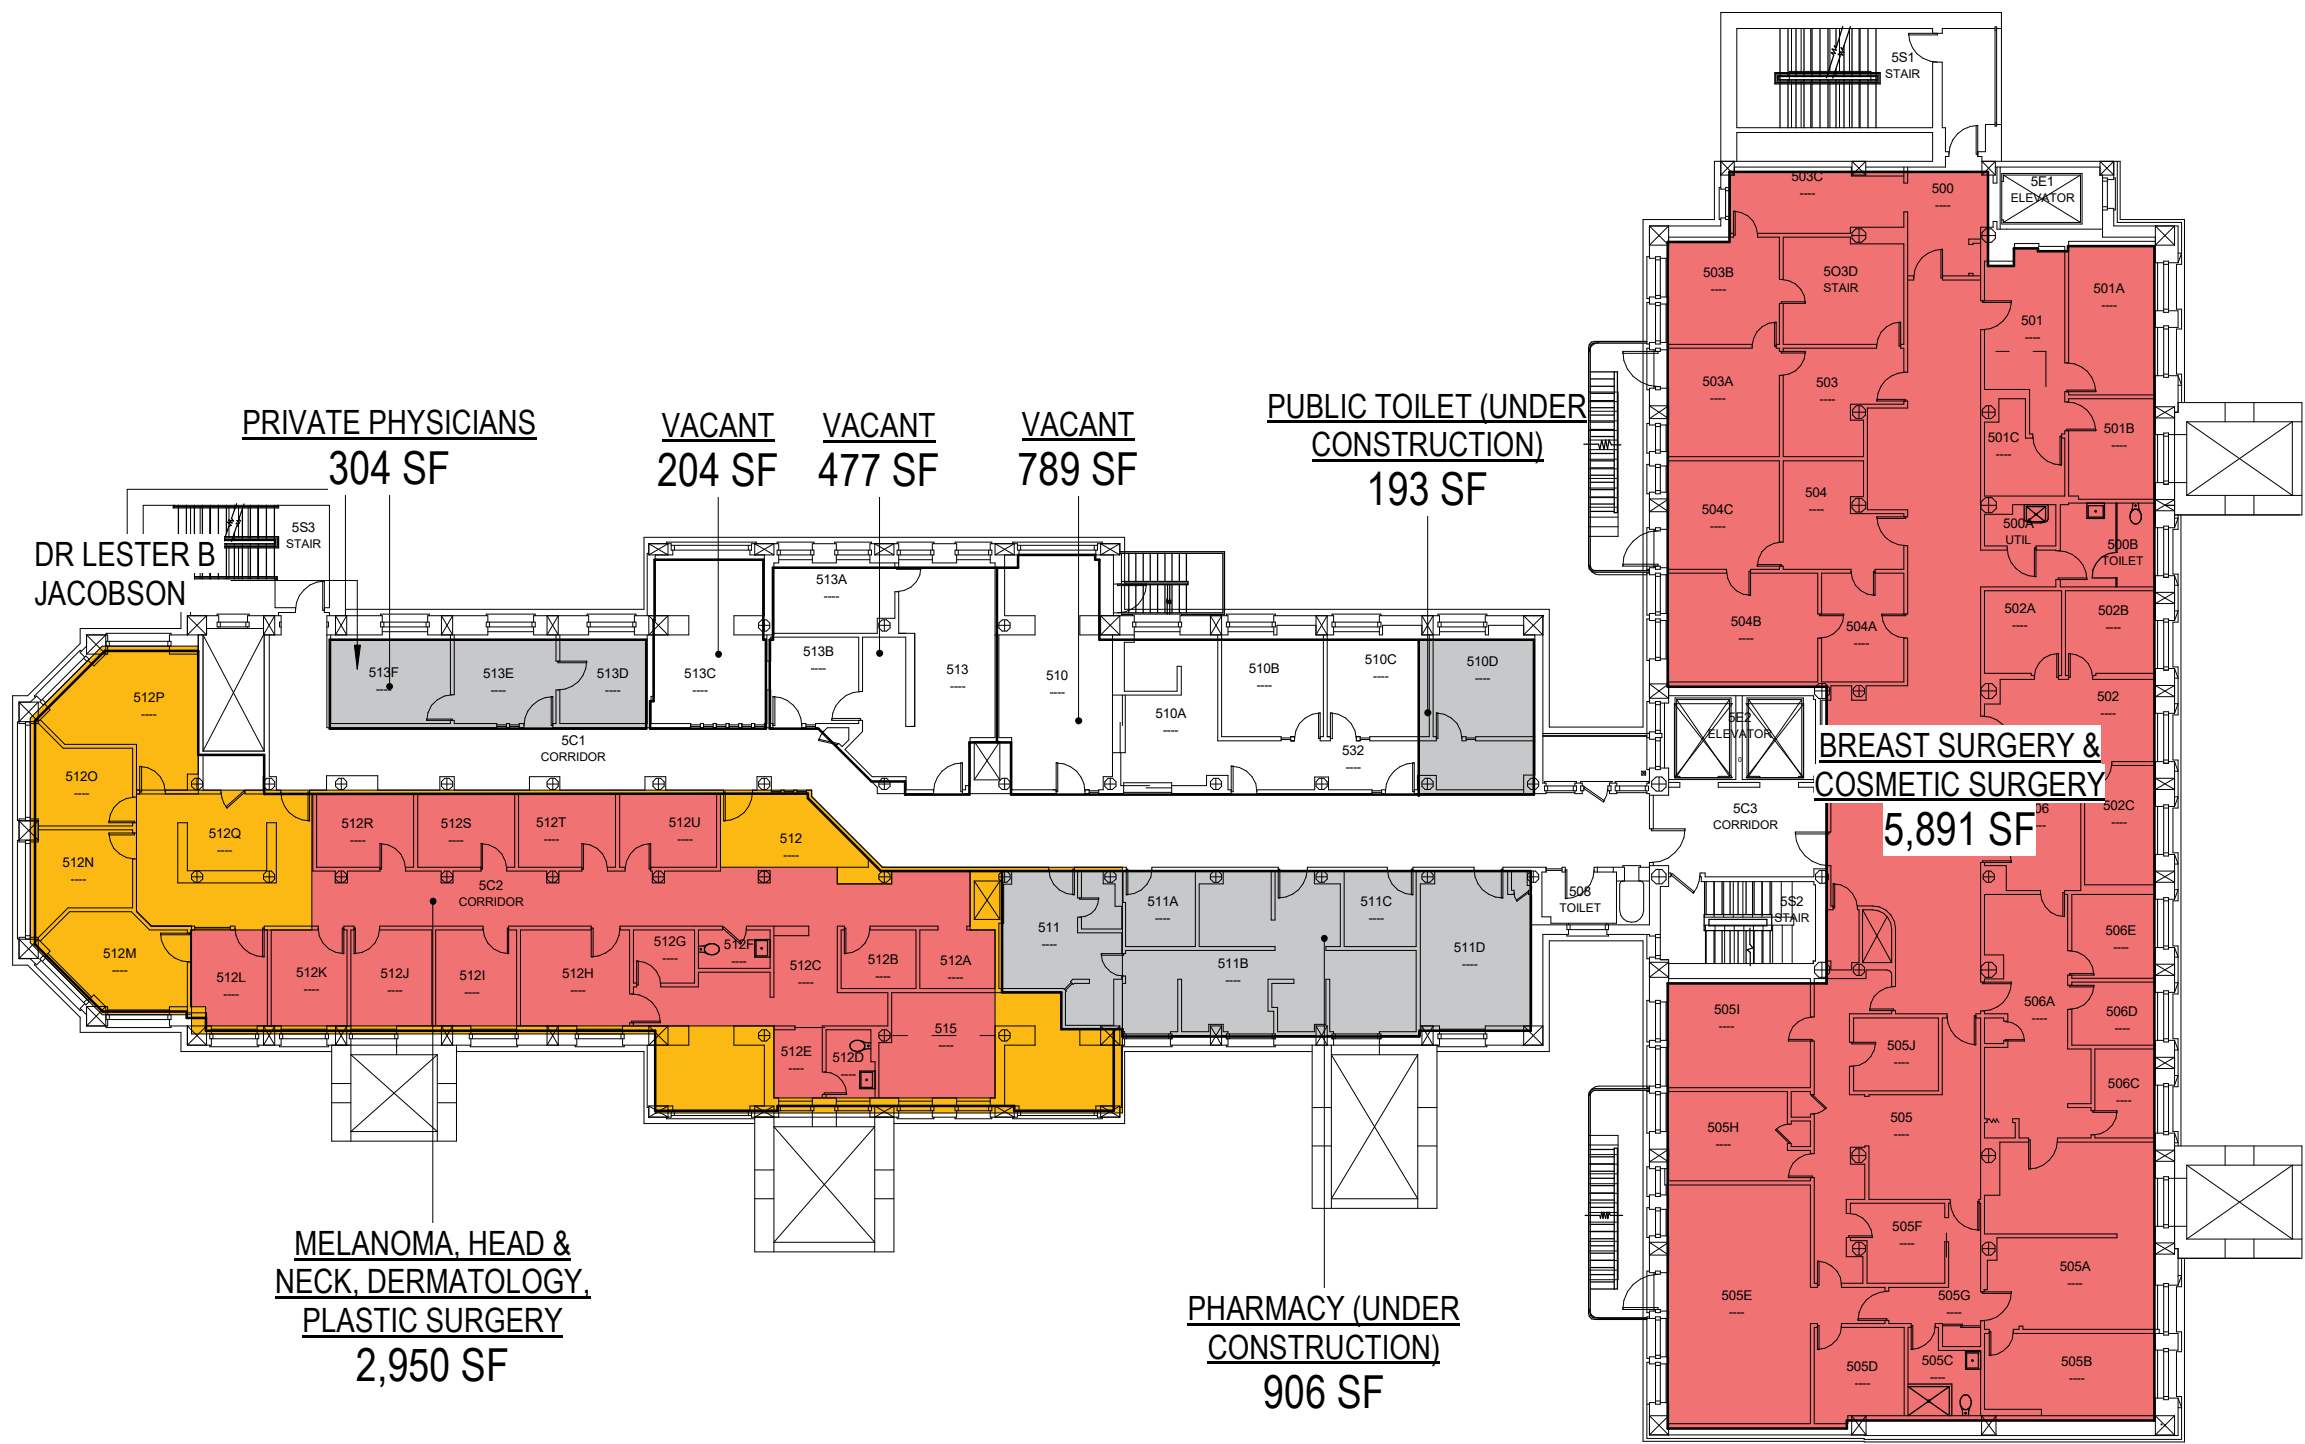 5S1
STAIR
503C
----
500
----
5E1
ELEVATOR
503B
----
5O3D
STAIR
501A
----
501
----
503A
----
503
----
501C
----
501B
----
504C
----
504
----
500A
UTIL
500B
TOILET
504B
----
504A
----
502A
----
502B
----
PRIVATE PHYSICIANS
304 SF
VACANT
204 SF
VACANT
477 SF
VACANT
789 SF
PUBLIC TOILET (UNDER
CONSTRUCTION)
193 SF
5S3
STAIR
DR LESTER B
JACOBSON
513F
----
513E
----
513D
----
513C
----
513A
----
513B
----
513
----
510
----
510A
----
510B
----
510C
----
532
----
510D
----
5C1
CORRIDOR
5E2
ELEVATOR
502
----
BREAST SURGERY &
COSMETIC SURGERY
5,891 SF
06
502C
----
5C3
CORRIDOR
512P
----
512O
----
512N
----
512M
----
512Q
----
512R
----
512S
----
512T
----
512U
----
512
----
5C2
CORRIDOR
512L
----
512K
----
512J
----
512I
----
512H
----
512G
----
512F
----
512C
----
512B
----
512A
----
512E
----
512D
----
515
----
511
----
511A
----
511B
----
511C
----
511D
----
508
TOILET
5S2
STAIR
506E
----
506A
----
506D
----
506C
----
505I
----
505J
----
505H
----
505
----
505F
----
505A
----
505E
----
505G
----
505D
----
505C
----
505B
----
MELANOMA, HEAD &
NECK, DERMATOLOGY,
PLASTIC SURGERY
2,950 SF
PHARMACY (UNDER
CONSTRUCTION)
906 SF